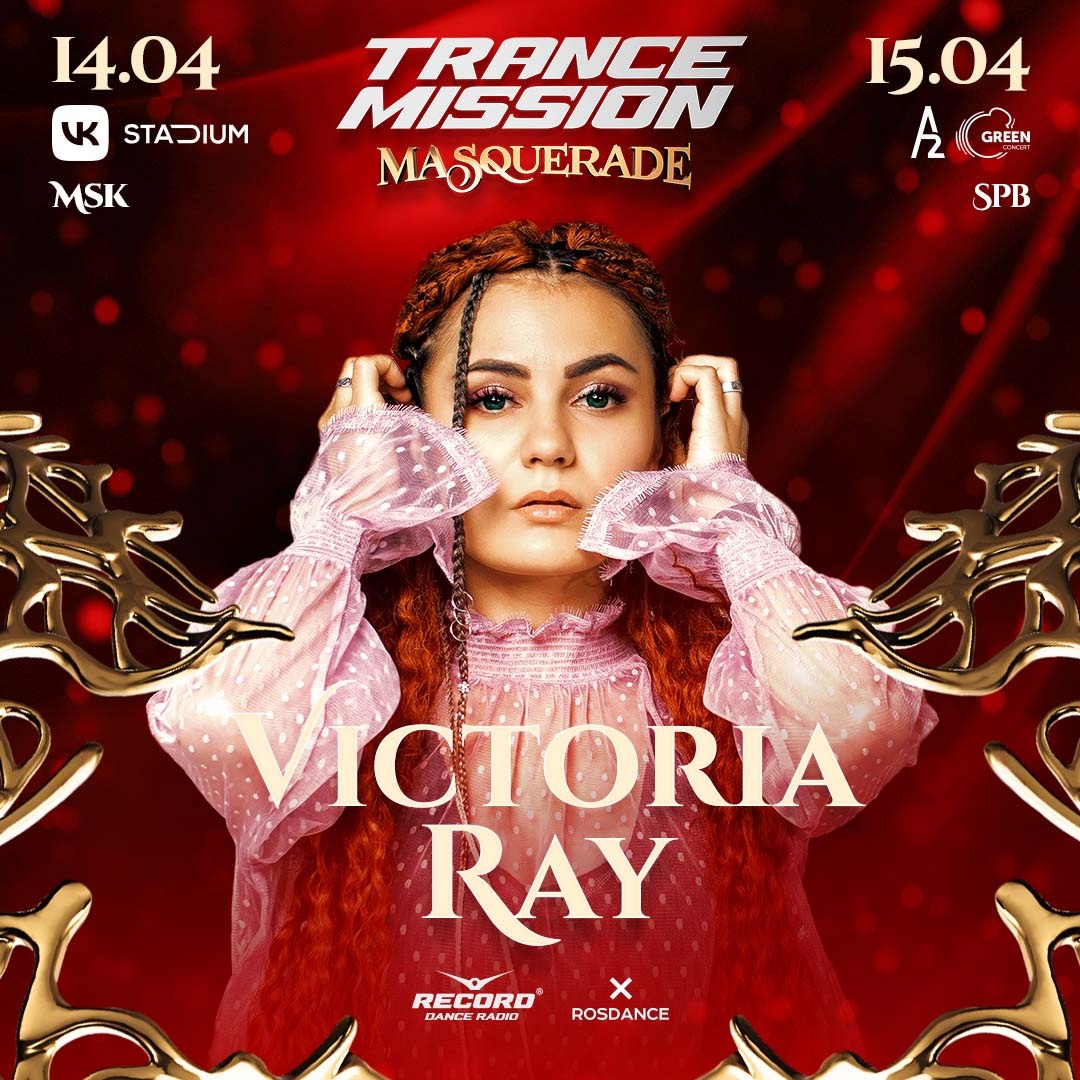 14.04
VK STADIUM
MSK
TRANCE
MISSION
MASQUERADE
15.04
A2 GREEN
CONCERT
SPB
VICTORIA
RAY
RECORD®
DANCE RADIO
ROSDANCE